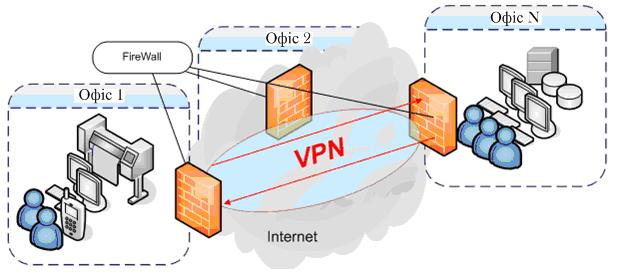 Офіс N
Офіс 2
FireWall
Офіс 1
VPN
Internet